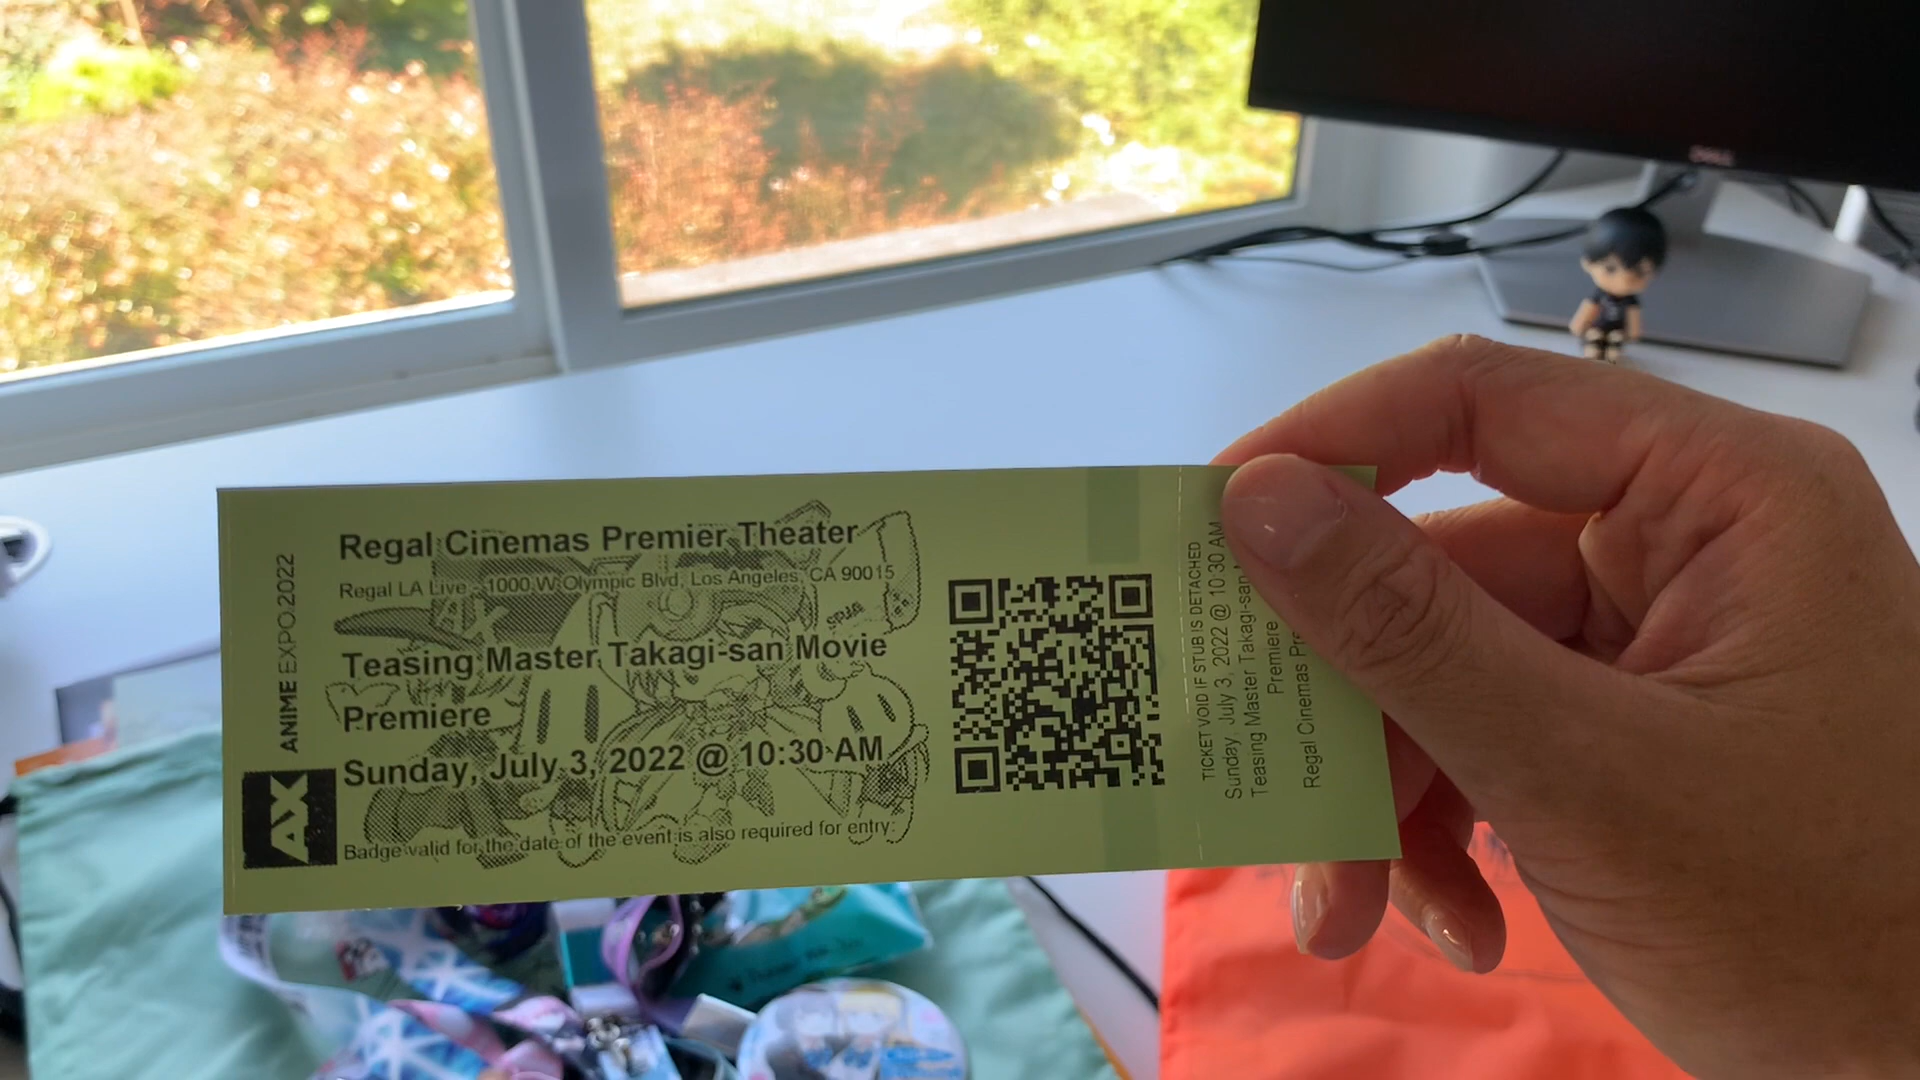 Regal Cinemas Premier Theater
Regal LA Live - 1000 W Olympic Blvd, Los Angeles, CA 90015
Teasing Master Takagi-san Movie
Premiere
Sunday, July 3, 2022 @ 10:30 AM
Badge valid for the date of the event is also required for entry.
ANIME EXPO 2022
AX
TICKET VOID IF STUB IS DETACHED
Sunday, July 3, 2022 @ 10:30 AM
Teasing Master Takagi-san
Premiere
Regal Cinemas
DELL